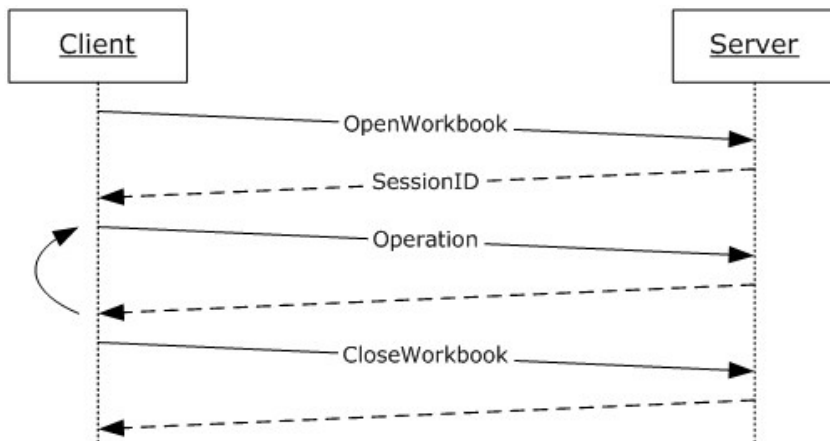 Client
Server
OpenWorkbook
SessionID
Operation
CloseWorkbook